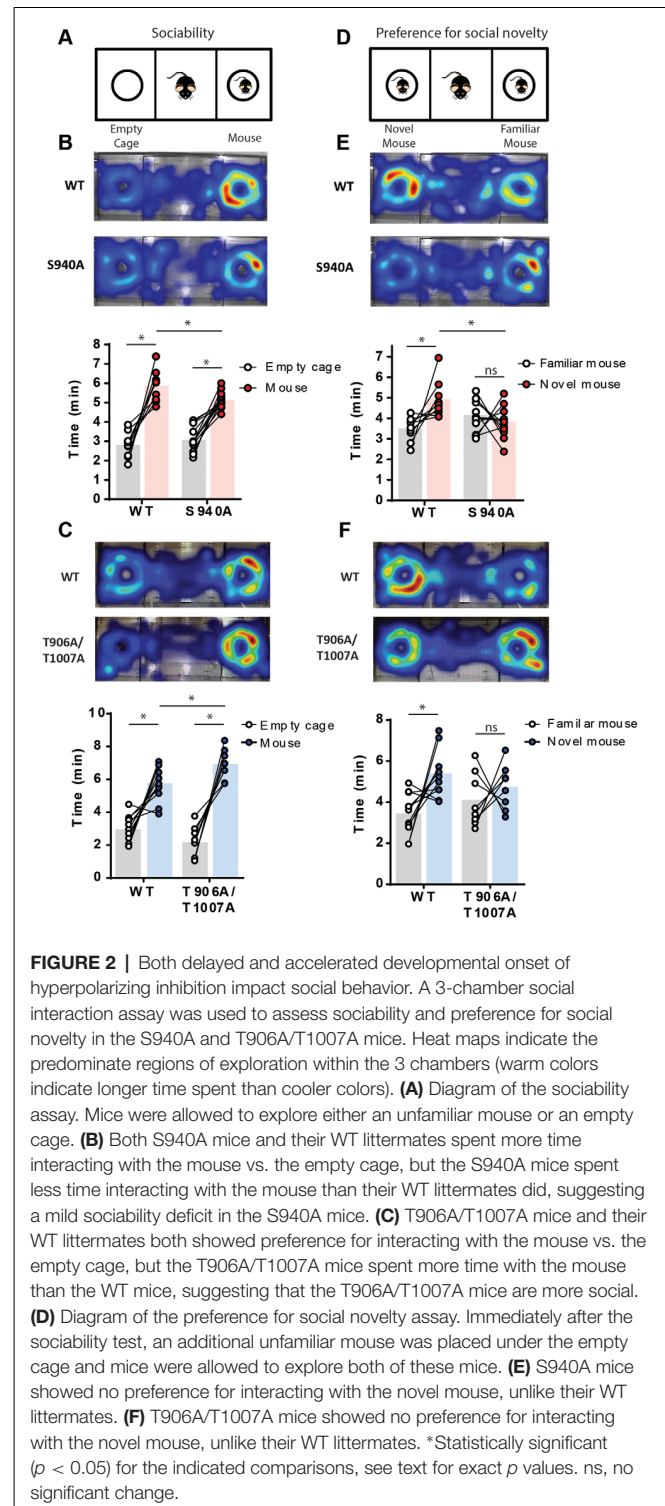 A Sociability
D Preference for social novelty
Empty
Cage
Mouse
Novel
Mouse
Familiar
Mouse
B
WT
S940A
E
WT
S940A
* * *
Empty cage
Mouse
Time (min)
8
7
6
5
4
3
2
1
0
WT S940A
* ns *
Familiar mouse
Novel mouse
Time (min)
7
6
5
4
3
2
1
0
WT S940A
C
WT
T906A/
T1007A
F
WT
T906A/
T1007A
* * *
Empty cage
Mouse
Time (min)
10
8
6
4
2
0
WT T906A/
T1007A
* ns
Familiar mouse
Novel mouse
Time (min)
8
6
4
2
0
WT T906A/
T1007A
FIGURE 2 | Both delayed and accelerated developmental onset of
hyperpolarizing inhibition impact social behavior. A 3-chamber social
interaction assay was used to assess sociability and preference for social
novelty in the S940A and T906A/T1007A mice. Heat maps indicate the
predominate regions of exploration within the 3 chambers (warm colors
indicate longer time spent than cooler colors). (A) Diagram of the sociability
assay. Mice were allowed to explore either an unfamiliar mouse or an empty
cage. (B) Both S940A mice and their WT littermates spent more time
interacting with the mouse vs. the empty cage, but the S940A mice spent
less time interacting with the mouse than their WT littermates did, suggesting
a mild sociability deficit in the S940A mice. (C) T906A/T1007A mice and their
WT littermates both showed preference for interacting with the mouse vs. the
empty cage, but the T906A/T1007A mice spent more time with the mouse
than the WT mice, suggesting that the T906A/T1007A mice are more social.
(D) Diagram of the preference for social novelty assay. Immediately after the
sociability test, an additional unfamiliar mouse was placed under the empty
cage and mice were allowed to explore both of these mice. (E) S940A mice
showed no preference for interacting with the novel mouse, unlike their WT
littermates. (F) T906A/T1007A mice showed no preference for interacting
with the novel mouse, unlike their WT littermates. *Statistically significant
(p < 0.05) for the indicated comparisons, see text for exact p values. ns, no
significant change.